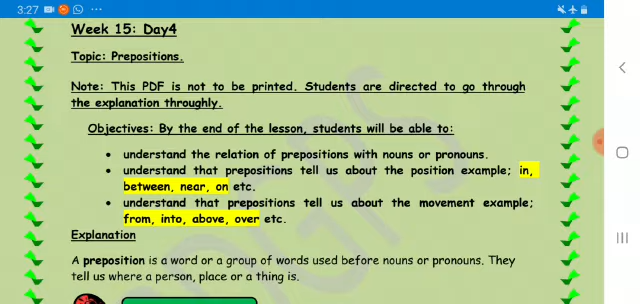 3:27
Week 15: Day4
Topic: Prepositions.
Note: This PDF is not to be printed. Students are directed to go through
the explanation throughly.
Objectives: By the end of the lesson, students will be able to:
• understand the relation of prepositions with nouns or pronouns.
• understand that prepositions tell us about the position example; in,
between, near, on etc.
• understand that prepositions tell us about the movement example;
from, into, above, over etc.
Explanation
A preposition is a word or a group of words used before nouns or pronouns. They
tell us where a person, place or a thing is.